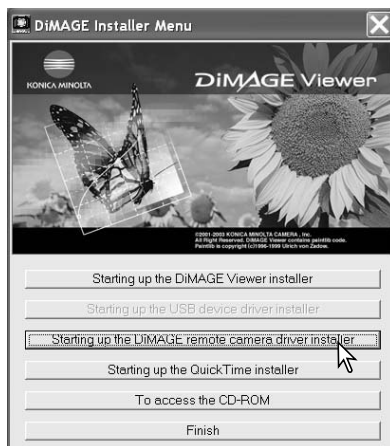 DiMAGE Installer Menu
KONICA MINOLTA
DiMAGE Viewer
©2001-2003 KONICA MINOLTA CAMERA , Inc.
All Right Reserved. DiMAGE Viewer contains paintlib code.
Paintlib is copyright (c)1996-1999 Ulrich von Zadow.
Starting up the DiMAGE Viewer installer
Starting up the USB device driver installer
Starting up the DiMAGE remote camera driver installer
Starting up the QuickTime installer
To access the CD-ROM
Finish